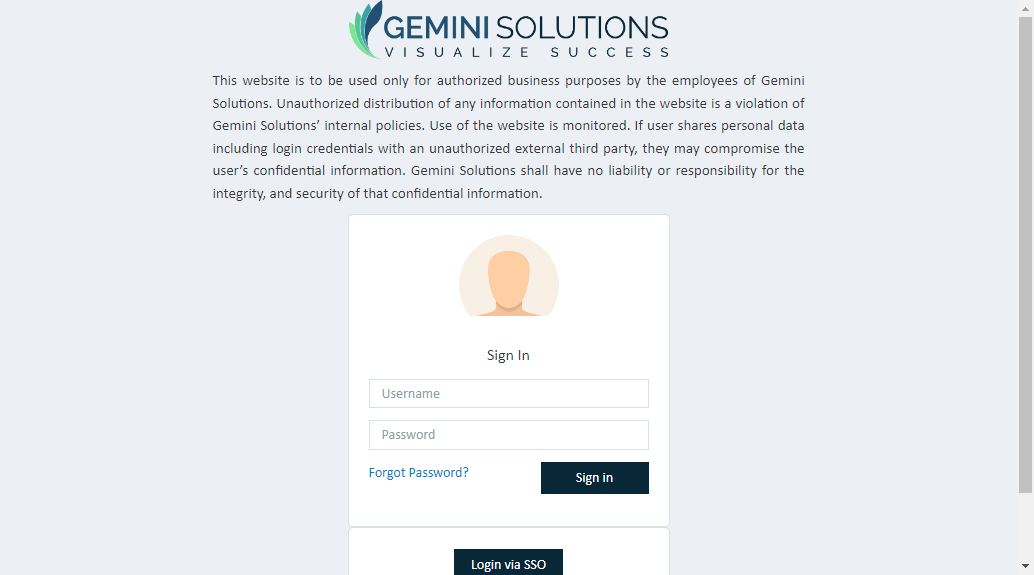 GEMINI SOLUTIONS
VISUALIZE SUCCESS
This website is to be used only for authorized business purposes by the employees of Gemini
Solutions. Unauthorized distribution of any information contained in the website is a violation of
Gemini Solutions’ internal policies. Use of the website is monitored. If user shares personal data
including login credentials with an unauthorized external third party, they may compromise the
user’s confidential information. Gemini Solutions shall have no liability or responsibility for the
integrity, and security of that confidential information.
Sign In
Username
Password
Forgot Password?
Sign in
Login via SSO